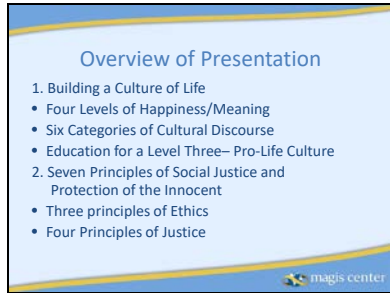 Overview of Presentation
1. Building a Culture of Life
• Four Levels of Happiness/Meaning
• Six Categories of Cultural Discourse
• Education for a Level Three– Pro-Life Culture
2. Seven Principles of Social Justice and
Protection of the Innocent
• Three principles of Ethics
• Four Principles of Justice
magis center